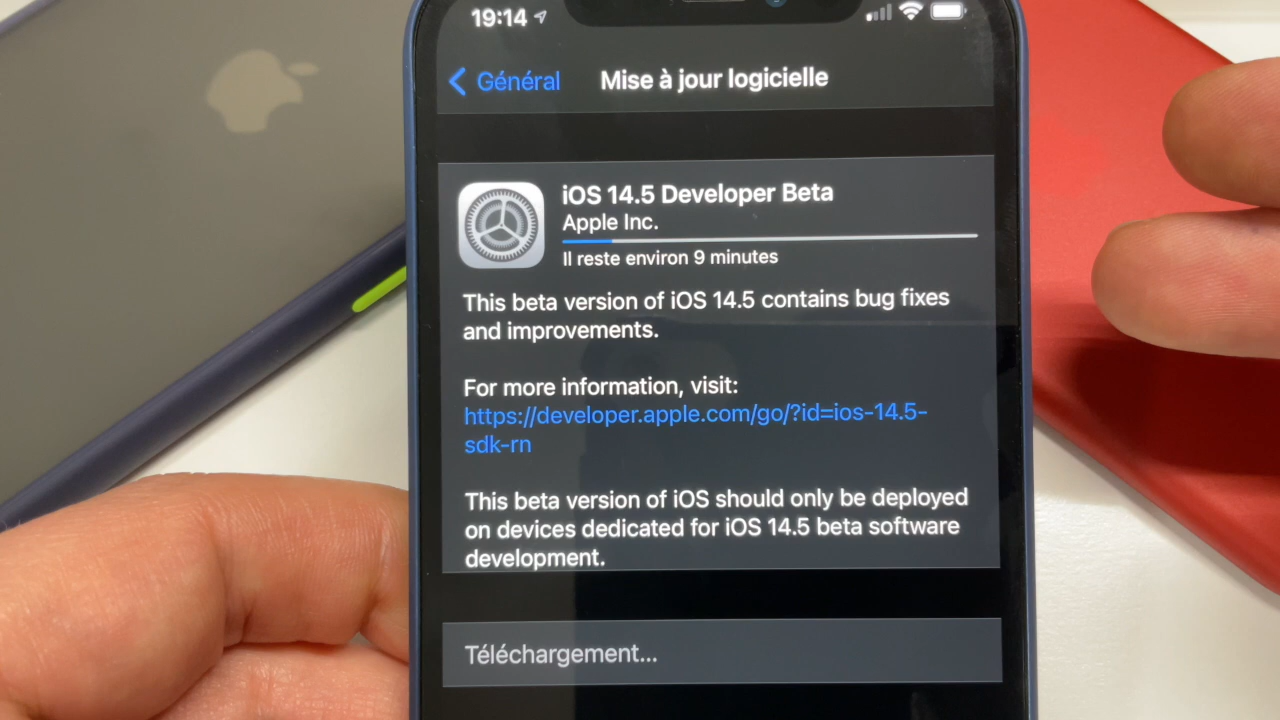 19:14
Général
Mise à jour logicielle
iOS 14.5 Developer Beta
Apple Inc.
Il reste environ 9 minutes
This beta version of iOS 14.5 contains bug fixes
and improvements.
For more information, visit:
https://developer.apple.com/go/?id=ios-14.5-
sdk-rn
This beta version of iOS should only be deployed
on devices dedicated for iOS 14.5 beta software
development.
Téléchargement...